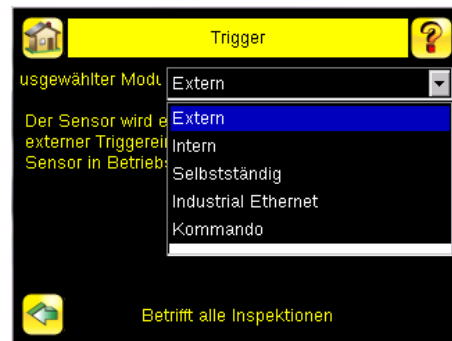 Trigger
usgewählter Modu Extern
Der Sensor wird e
externer Triggerei
Sensor in Betriebs
Extern
Intern
Selbstständig
Industrial Ethernet
Kommando
Betrifft alle Inspektionen